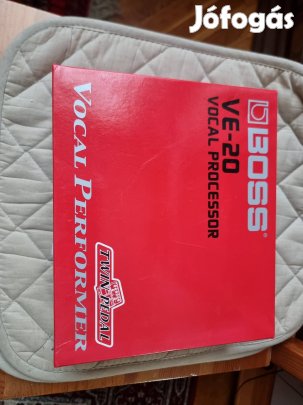 Jófogás
BOSS®
VE-20
VOCAL PROCESSOR
TWIN PEDAL
VOCAL PERFORMER